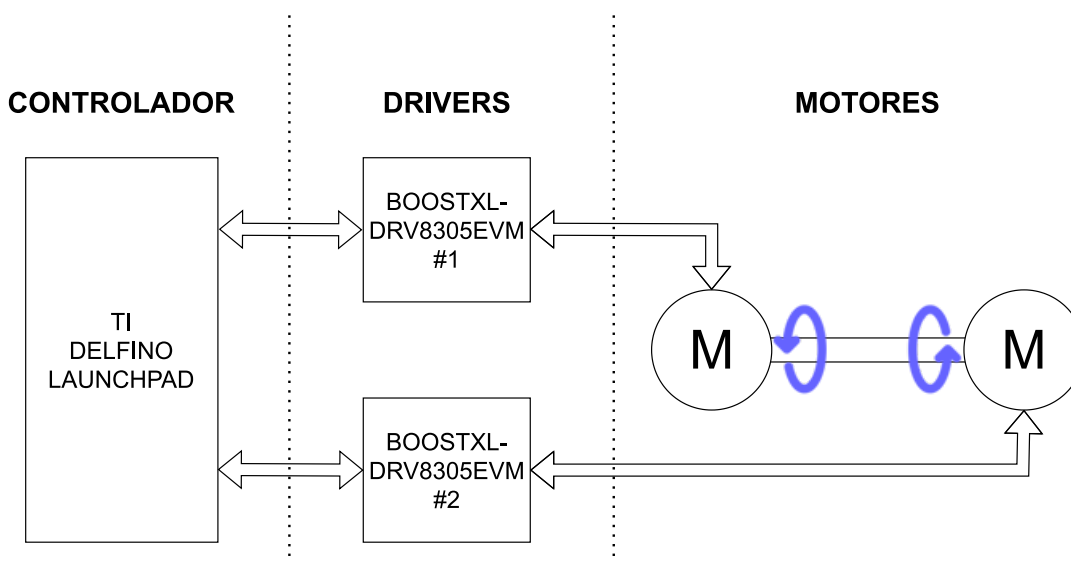 CONTROLADOR
DRIVERS
MOTORES
TI
DELFINO
LAUNCHPAD
BOOSTXL-
DRV8305EVM
#1
BOOSTXL-
DRV8305EVM
#2
M
M